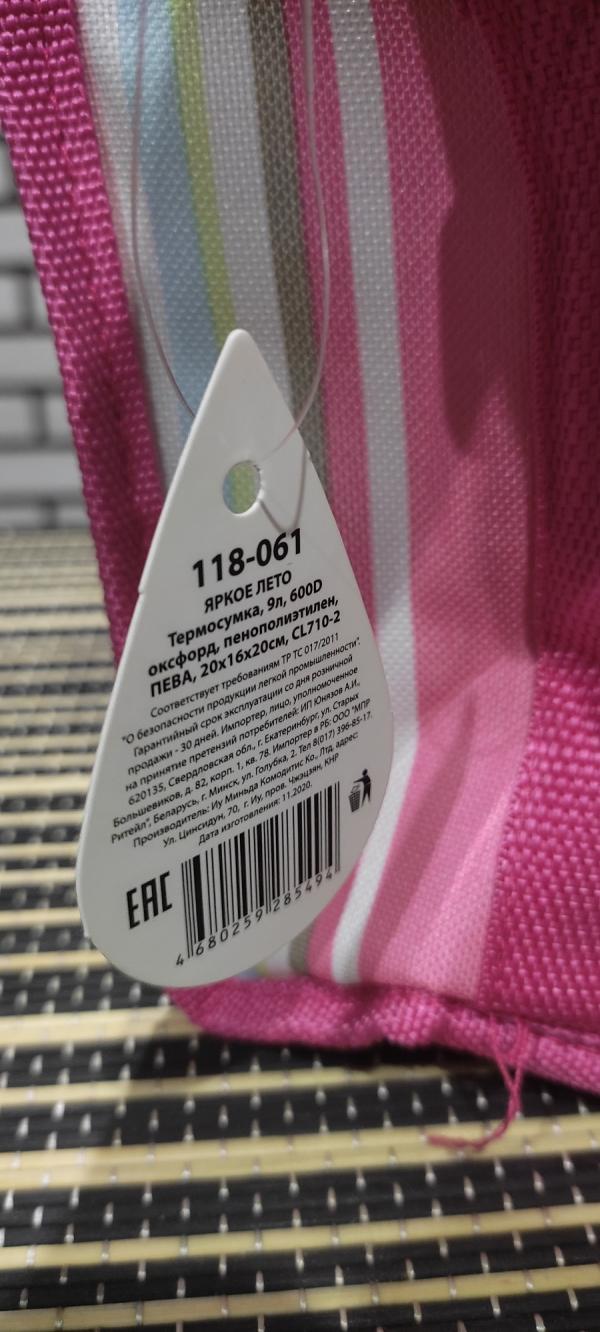 118-061
ЯРКОЕ ЛЕТО
Термосумка, 9л, 600D
оксфорд, пенополиэтилен,
ПЕВА, 20x16x20см, CL710-2
Соответствует требованиям ТР ТС 017/2011
"О безопасности продукции легкой промышленности".
Гарантийный срок эксплуатации со дня розничной
продажи - 30 дней. Импортер, лицо, уполномоченное
на принятие претензий потребителей: ИП Юнязов А.И.,
620135, Свердловская обл., г. Екатеринбург, ул. Старых
Большевиков, д. 82, корп. 1, кв. 78. Импортер в РБ: ООО "МПР
Ритейл", Беларусь, г. Минск, ул. Голубка, 2. Тел 8(017) 396-85-17.
Производитель: Иу Миньда Комодитис Ко., Лтд, адрес:
Ул. Цинсидун, 70, г. Иу, пров. Чжэцзян, КНР
Дата изготовления: 11.2020.
EAC
4 680259 285494